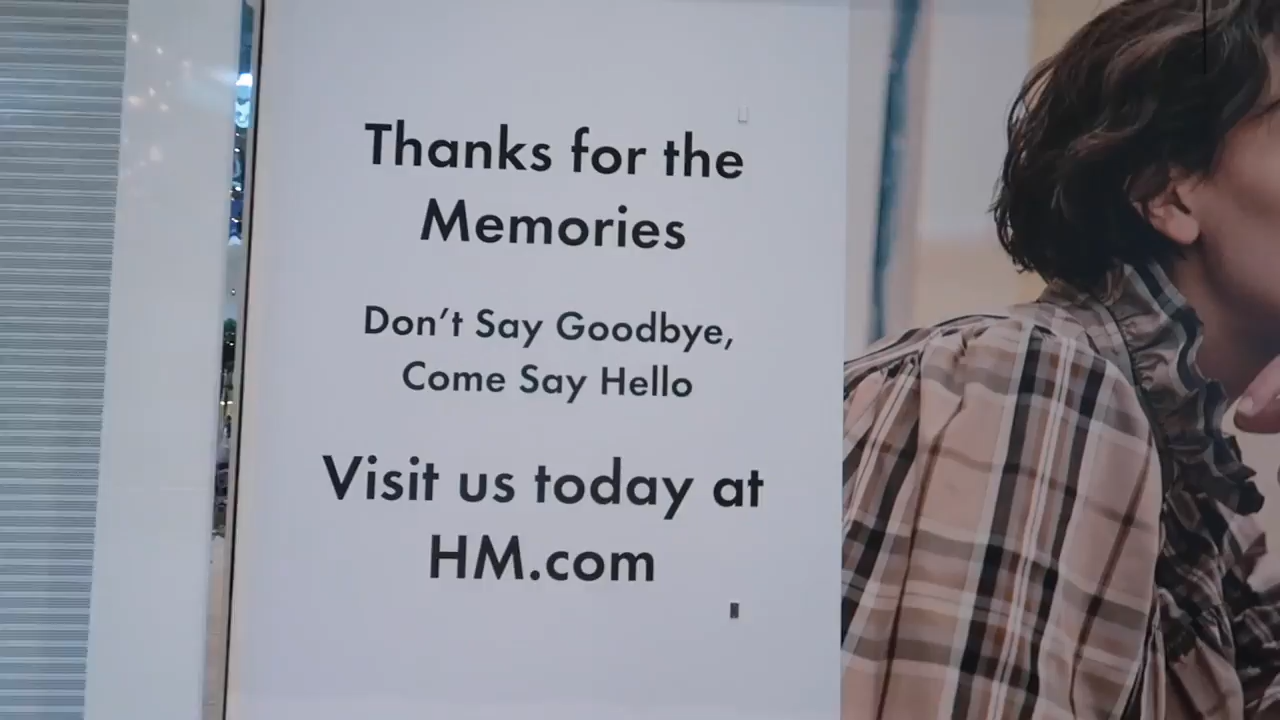 Thanks for the
Memories
Don't Say Goodbye,
Come Say Hello
Visit us today at
HM.com